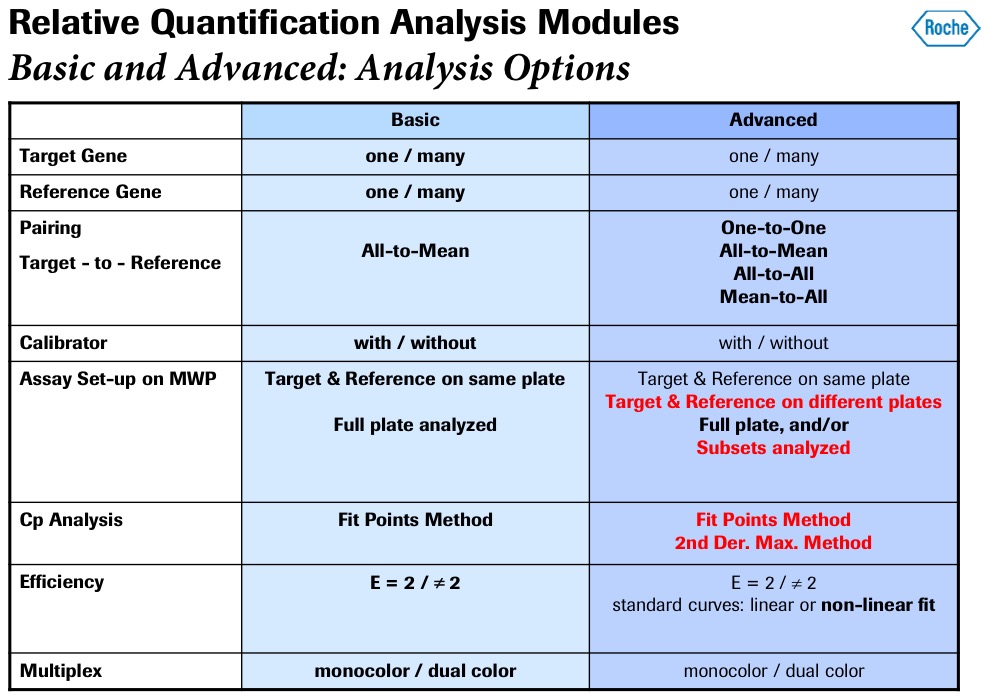 Relative Quantification Analysis Modules
Basic and Advanced: Analysis Options
Roche
Basic
Advanced
Target Gene
one / many
one / many
Reference Gene
one / many
one / many
Pairing
Target - to - Reference
All-to-Mean
One-to-One
All-to-Mean
All-to-All
Mean-to-All
Calibrator
with / without
with / without
Assay Set-up on MWP
Target & Reference on same plate
Full plate analyzed
Target & Reference on same plate
Target & Reference on different plates
Full plate, and/or
Subsets analyzed
Cp Analysis
Fit Points Method
Fit Points Method
2nd Der. Max. Method
Efficiency
E = 2 / ≠ 2
E = 2 / ≠ 2
standard curves: linear or non-linear fit
Multiplex
monocolor / dual color
monocolor / dual color